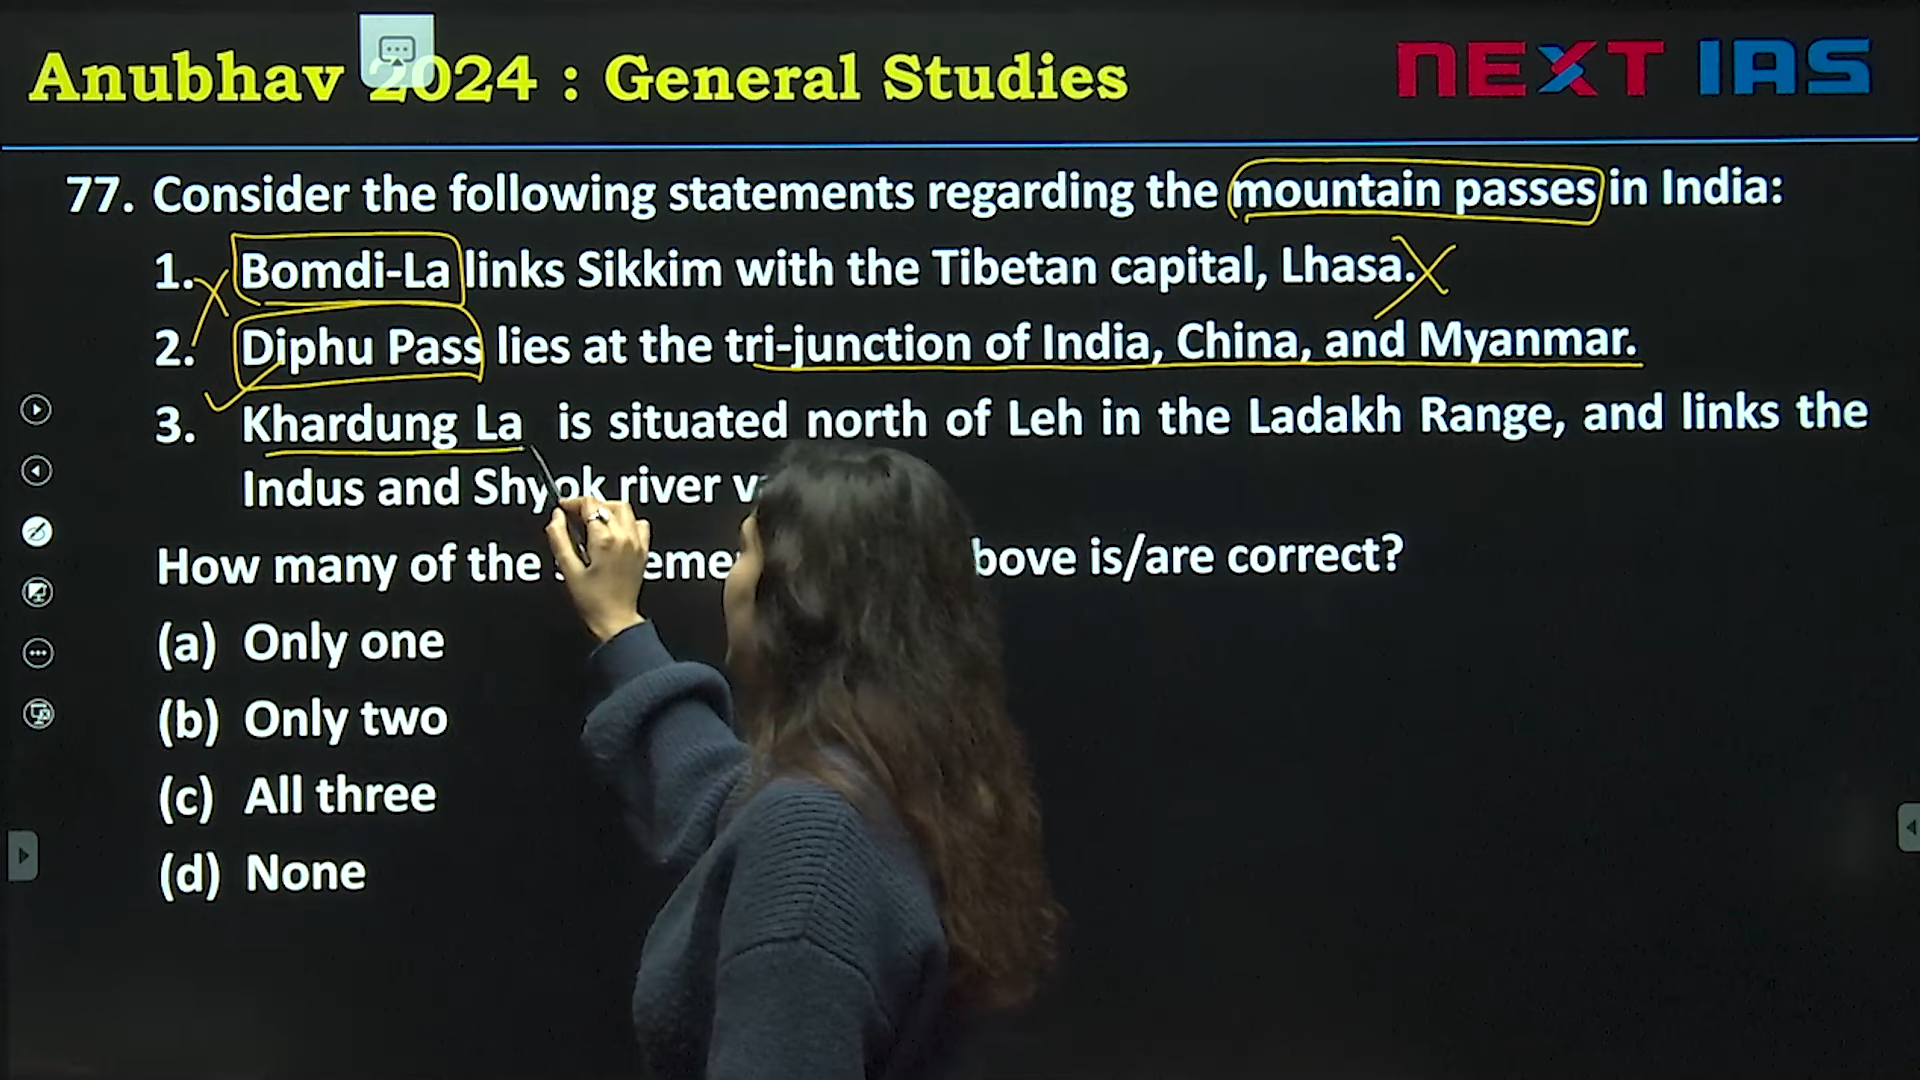 Anubhav 2024 : General Studies
NEXT IAS
77. Consider the following statements regarding the mountain passes in India:
1. Bomdi-La links Sikkim with the Tibetan capital, Lhasa.
2. Diphu Pass lies at the tri-junction of India, China, and Myanmar.
3. Khardung La is situated north of Leh in the Ladakh Range, and links the
Indus and Shyok river
How many of the is/are correct?
(a) Only one
(b) Only two
(c) All three
(d) None